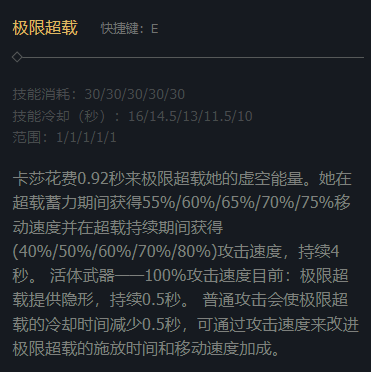 极限超载 快捷键：E
技能消耗：30/30/30/30/30
技能冷却（秒）：16/14.5/13/11.5/10
范围：1/1/1/1/1
卡莎花费0.92秒来极限超载她的虚空能量。她在
超载蓄力期间获得55%/60%/65%/70%/75%移
动速度并在超载持续期间获得
(40%/50%/60%/70%/80%)攻击速度，持续4
秒。 活体武器——100%攻击速度目前：极限超
载提供隐形，持续0.5秒。 普通攻击会使极限超
载的冷却时间减少0.5秒，可通过攻击速度来改进
极限超载的施放时间和移动速度加成。